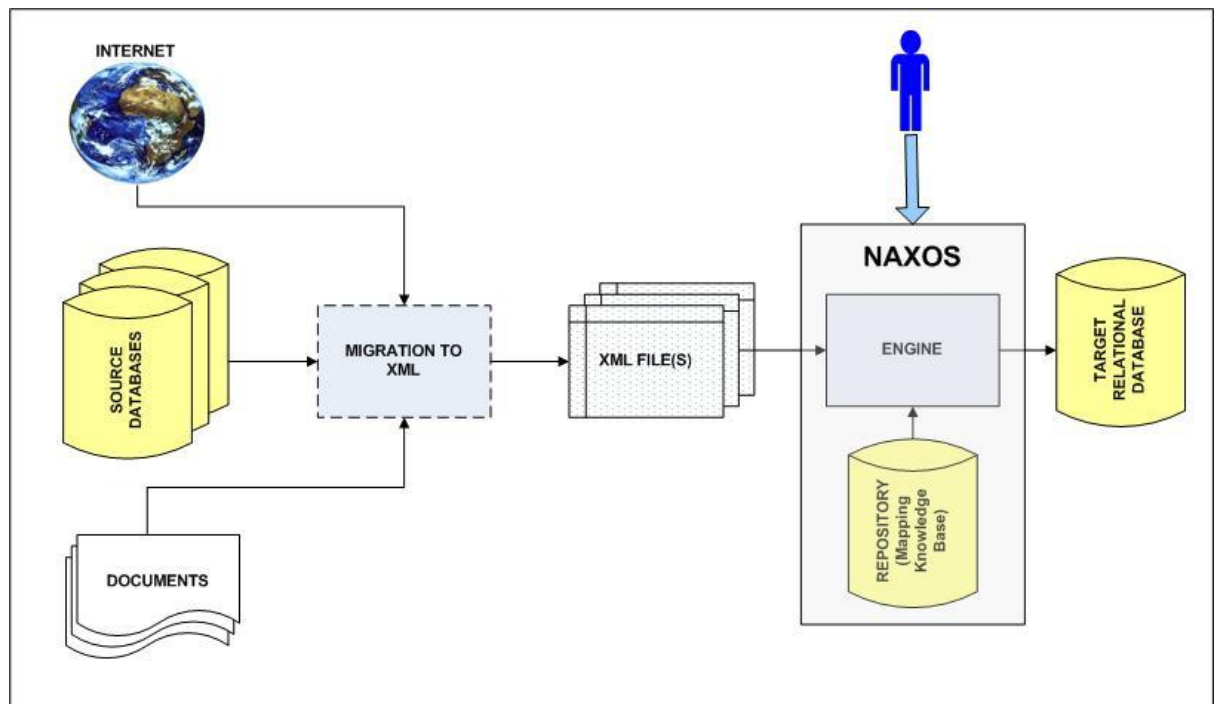 INTERNET
NAXOS
SOURCE
DATABASES
MIGRATION TO
XML
XML FILE(S)
ENGINE
TARGET
RELATIONAL
DATABASE
REPOSITORY
(Mapping
Knowledge
Base)
DOCUMENTS